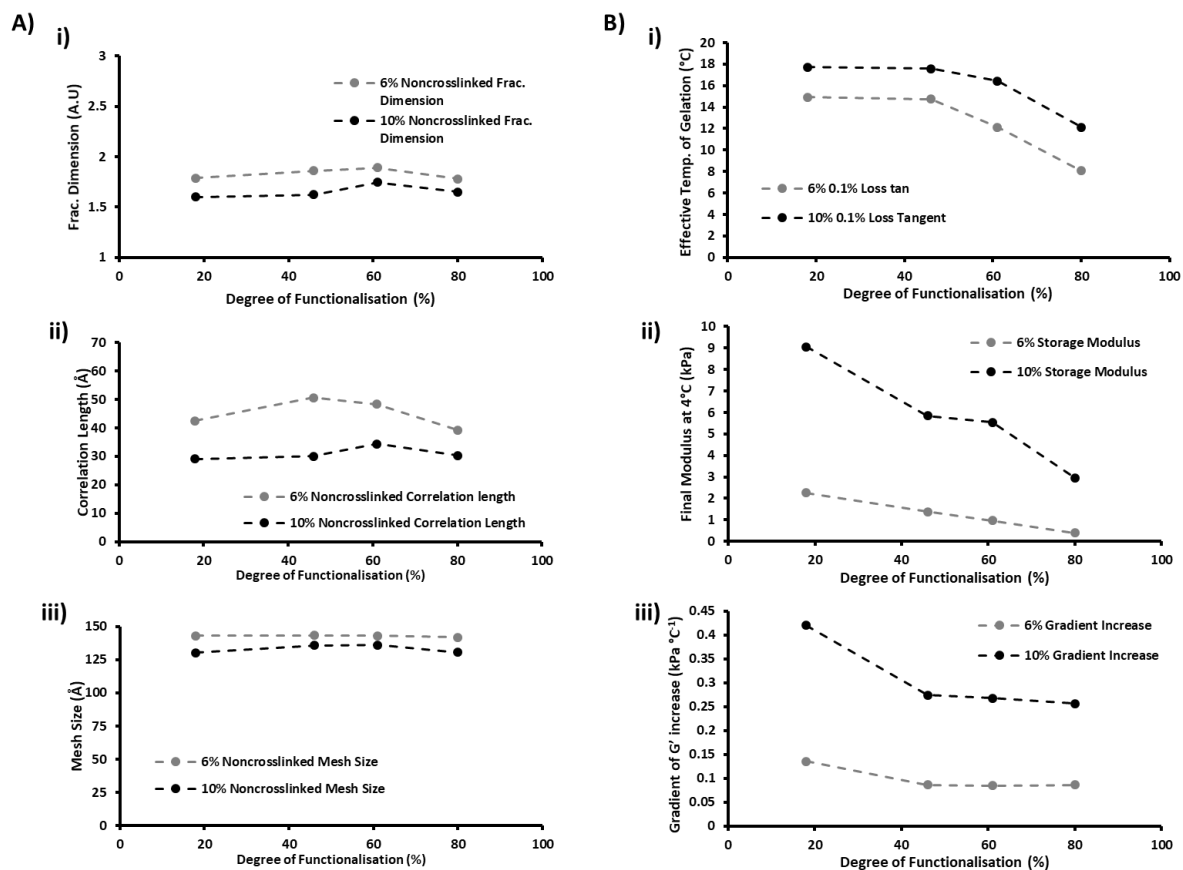 A)
i)
3
2.5
2
1.5
1
Frac. Dimension (A.U)
6% Noncrosslinked Frac.
Dimension
10% Noncrosslinked Frac.
Dimension
0 20 40 60 80 100
Degree of Functionalisation (%)
ii)
70
60
50
40
30
20
10
0
Correlation Length (Å)
6% Noncrosslinked Correlation length
10% Noncrosslinked Correlation Length
0 20 40 60 80 100
Degree of Functionalisation (%)
iii)
150
125
100
75
50
25
0
Mesh Size (Å)
6% Noncrosslinked Mesh Size
10% Noncrosslinked Mesh Size
0 20 40 60 80 100
Degree of Functionalisation (%)
B)
i)
20
18
16
14
12
10
8
6
4
2
0
Effective Temp. of Gelation (°C)
6% 0.1% Loss tan
10% 0.1% Loss Tangent
0 20 40 60 80 100
Degree of Functionalisation (%)
ii)
10
9
8
7
6
5
4
3
2
1
0
Final Modulus at 4°C (kPa)
6% Storage Modulus
10% Storage Modulus
0 20 40 60 80 100
Degree of Functionalisation (%)
iii)
0.45
0.4
0.35
0.3
0.25
0.2
0.15
0.1
0.05
0
Gradient of G’ increase (kPa °C⁻¹)
6% Gradient Increase
10% Gradient Increase
0 20 40 60 80 100
Degree of Functionalisation (%)